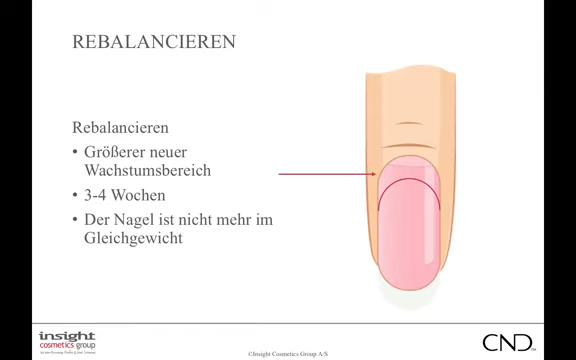 REBALANCIEREN
Rebalancieren
• Größerer neuer
Wachstumsbereich
• 3-4 Wochen
• Der Nagel ist nicht mehr im
Gleichgewicht
insight
cosmetics group
©Insight Cosmetics Group A/S
CND